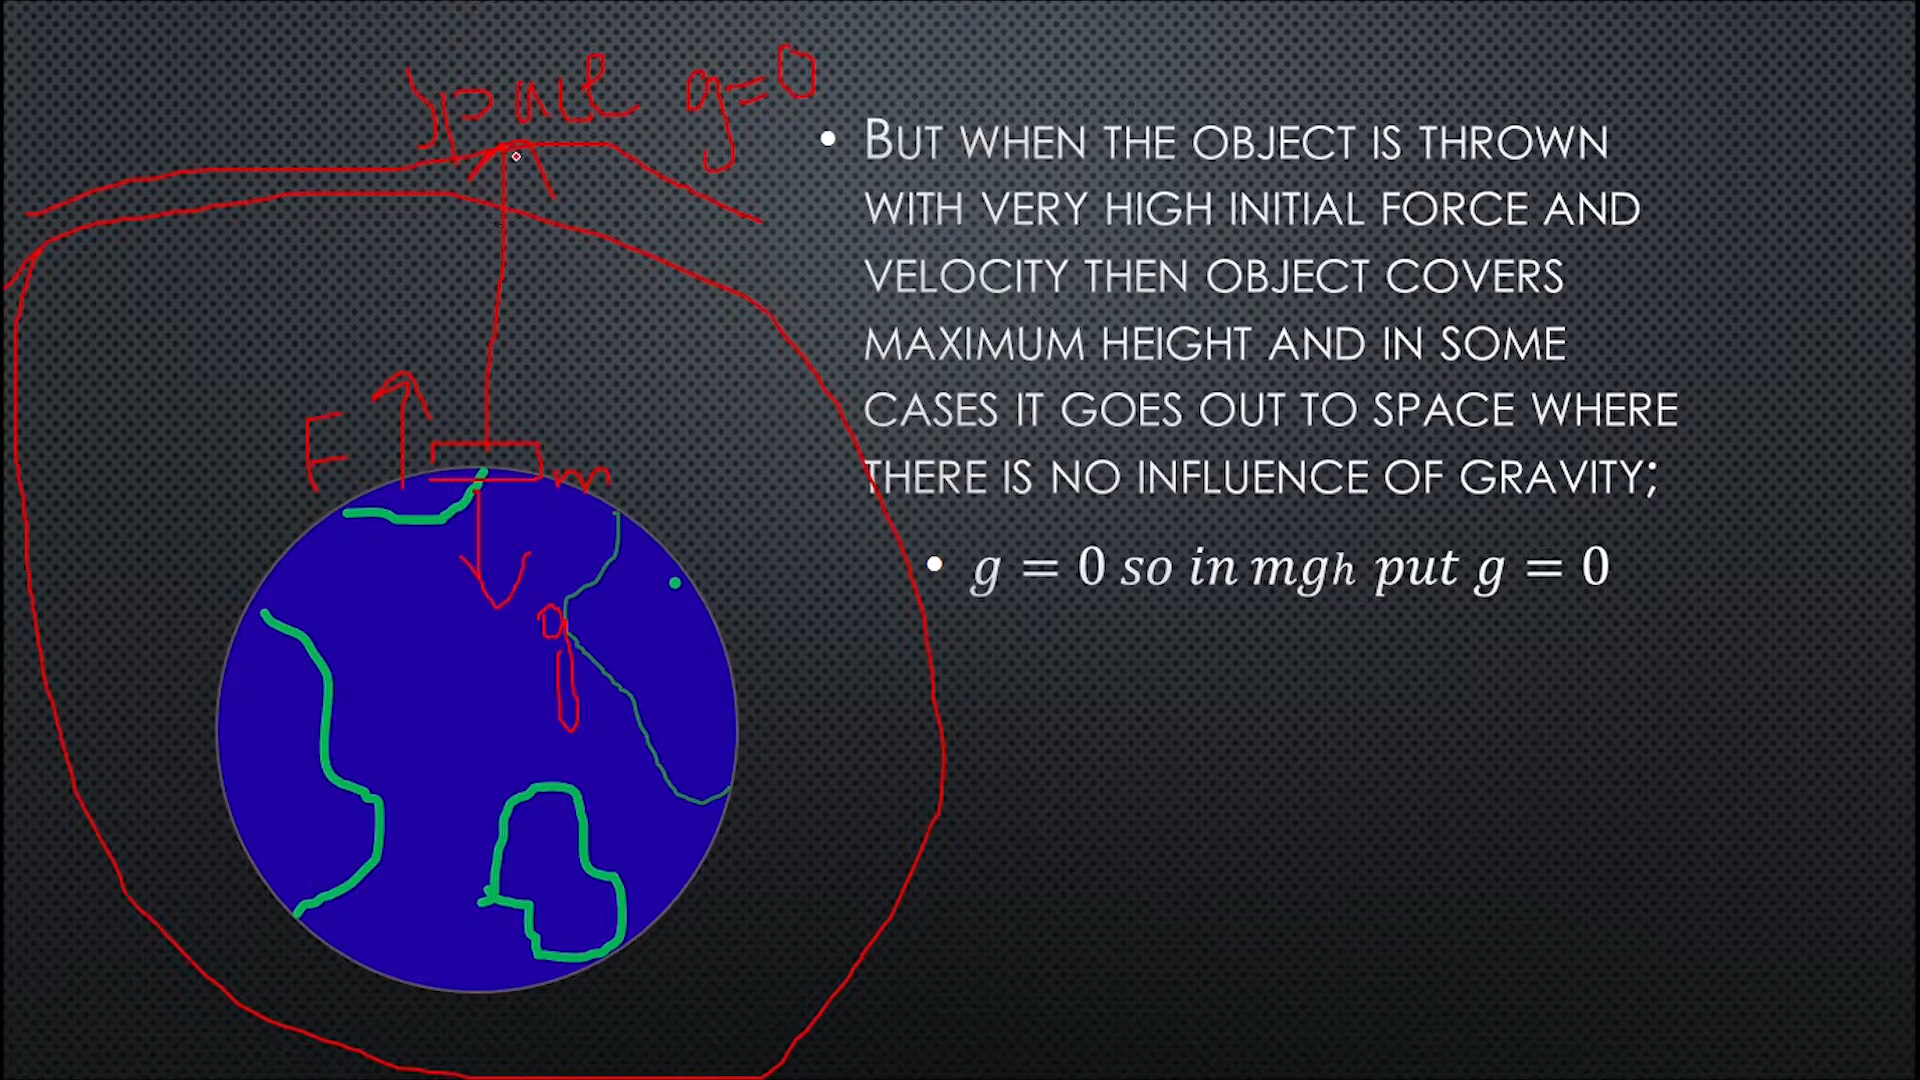 space g=0
BUT WHEN THE OBJECT IS THROWN
WITH VERY HIGH INITIAL FORCE AND
VELOCITY THEN OBJECT COVERS
MAXIMUM HEIGHT AND IN SOME
CASES IT GOES OUT TO SPACE WHERE
THERE IS NO INFLUENCE OF GRAVITY;
g = 0 so in mgh put g = 0
F
m